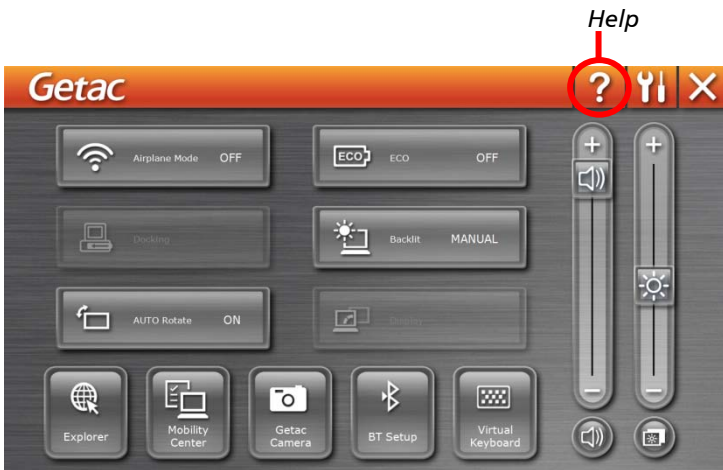 Help
Getac
?
Airplane Mode OFF
ECO ECO OFF
Docking
Backlit MANUAL
AUTO Rotate ON
Explorer
Mobility
Center
Getac
Camera
BT Setup
Virtual
Keyboard